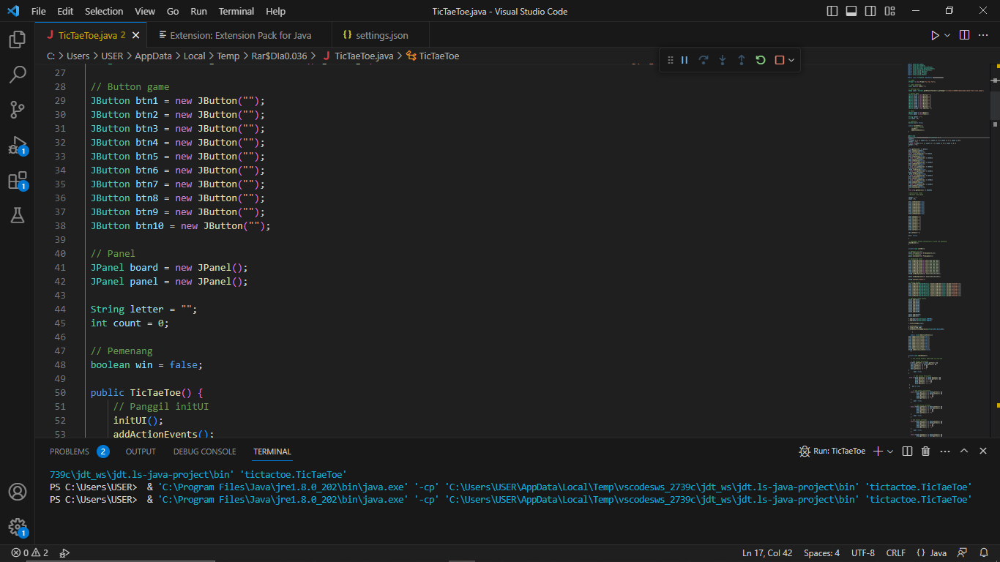 File Edit Selection View Go Run Terminal Help TicTaeToe.java - Visual Studio Code
TicTaeToe.java 2 Extension: Extension Pack for Java settings.json
C: > Users > USER > AppData > Local > Temp > Rar$DIa0.036 > TicTaeToe.java > TicTaeToe
27
28 // Button game
29 JButton btn1 = new JButton("");
30 JButton btn2 = new JButton("");
31 JButton btn3 = new JButton("");
32 JButton btn4 = new JButton("");
33 JButton btn5 = new JButton("");
34 JButton btn6 = new JButton("");
35 JButton btn7 = new JButton("");
36 JButton btn8 = new JButton("");
37 JButton btn9 = new JButton("");
38 JButton btn10 = new JButton("");
39
40 // Panel
41 JPanel board = new JPanel();
42 JPanel panel = new JPanel();
43
44 String letter = "";
45 int count = 0;
46
47 // Pemenang
48 boolean win = false;
49
50 public TicTaeToe() {
51 // Panggil initUI
52 initUI();
53 addActionEvents();
1
1
PROBLEMS 2 OUTPUT DEBUG CONSOLE TERMINAL Run: TicTaeToe
739c\jdt_ws\jdt.ls-java-project\bin' 'tictactoe.TicTaeToe'
PS C:\Users\USER> & 'C:\Program Files\Java\jre1.8.0_202\bin\java.exe' '-cp' 'C:\Users\USER\AppData\Local\Temp\vscodesws_2739c\jdt_ws\jdt.ls-java-project\bin' 'tictactoe.TicTaeToe'
PS C:\Users\USER> & 'C:\Program Files\Java\jre1.8.0_202\bin\java.exe' '-cp' 'C:\Users\USER\AppData\Local\Temp\vscodesws_2739c\jdt_ws\jdt.ls-java-project\bin' 'tictactoe.TicTaeToe'
1
0 2 Ln 17, Col 42 Spaces: 4 UTF-8 CRLF {} Java